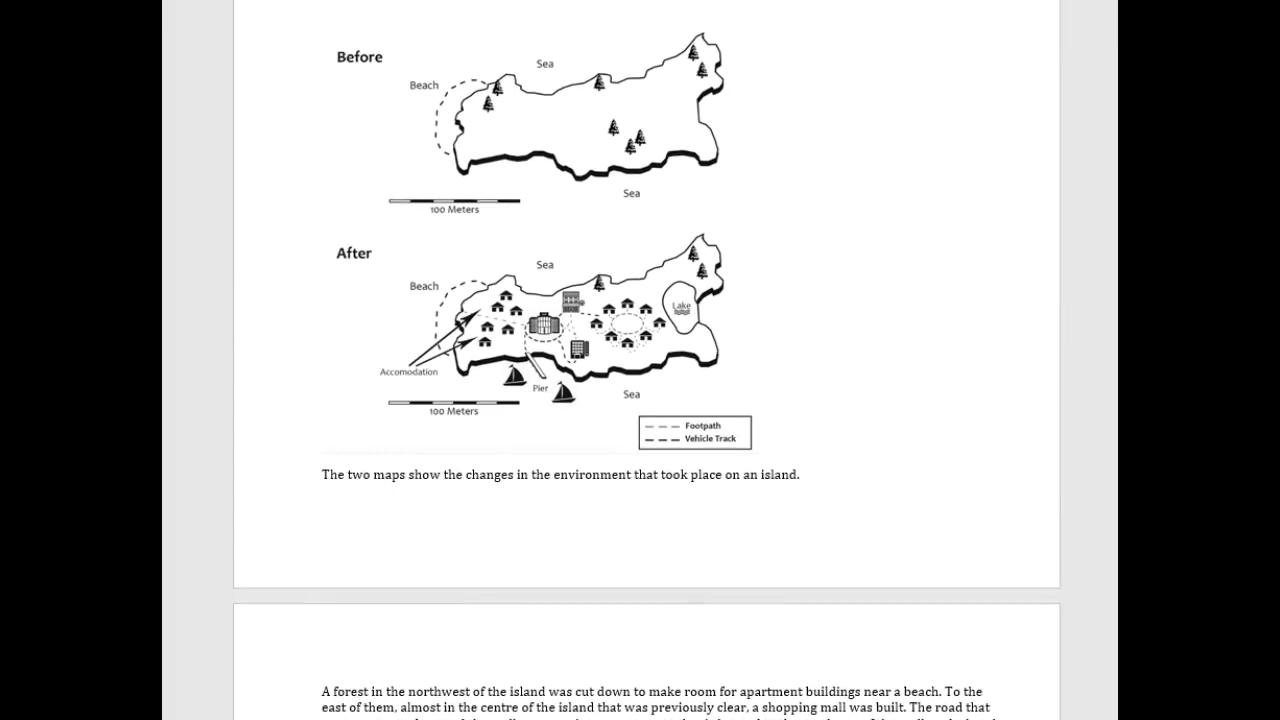 Before
Sea
Beach
Sea
100 Meters
After
Sea
Beach
Lake
Accomodation
Pier
Sea
100 Meters
Footpath
Vehicle Track
The two maps show the changes in the environment that took place on an island.
A forest in the northwest of the island was cut down to make room for apartment buildings near a beach. To the
east of them, almost in the centre of the island that was previously clear, a shopping mall was built. The road that